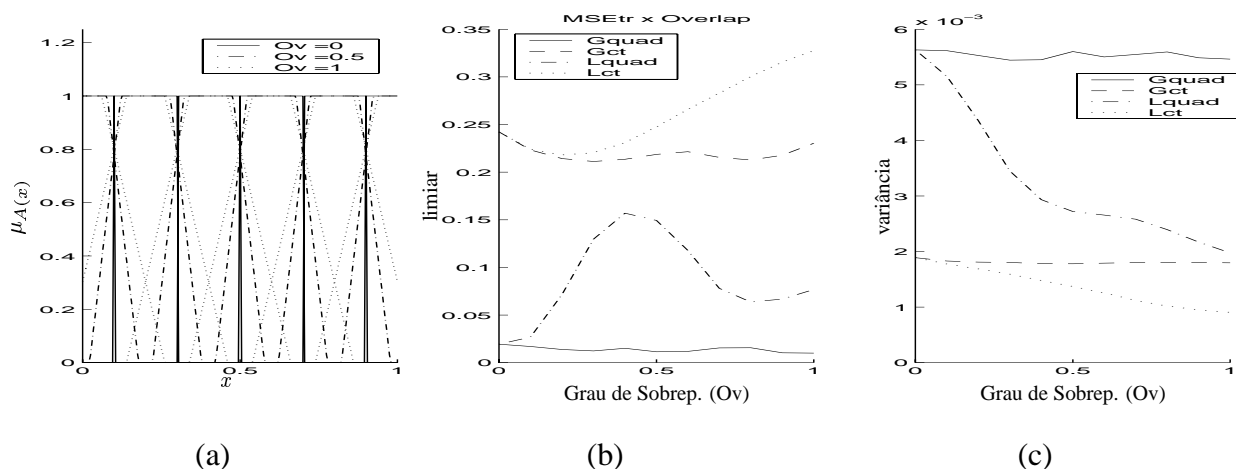 Ov =0
Ov =0.5
Ov =1
1
0.8
0.6
0.4
0.2
0
μA(x)
0
0.5
1
x
(a)
MSEtr x Overlap
0.35
0.3
0.25
0.2
0.15
0.1
0.05
0
Gquad
Gct
Lquad
Lct
limiar
0
0.5
1
Grau de Sobrep. (Ov)
(b)
6 x 10⁻³
5
4
3
2
1
0
Gquad
Gct
Lquad
Lct
variância
0
0.5
1
Grau de Sobrep. (Ov)
(c)